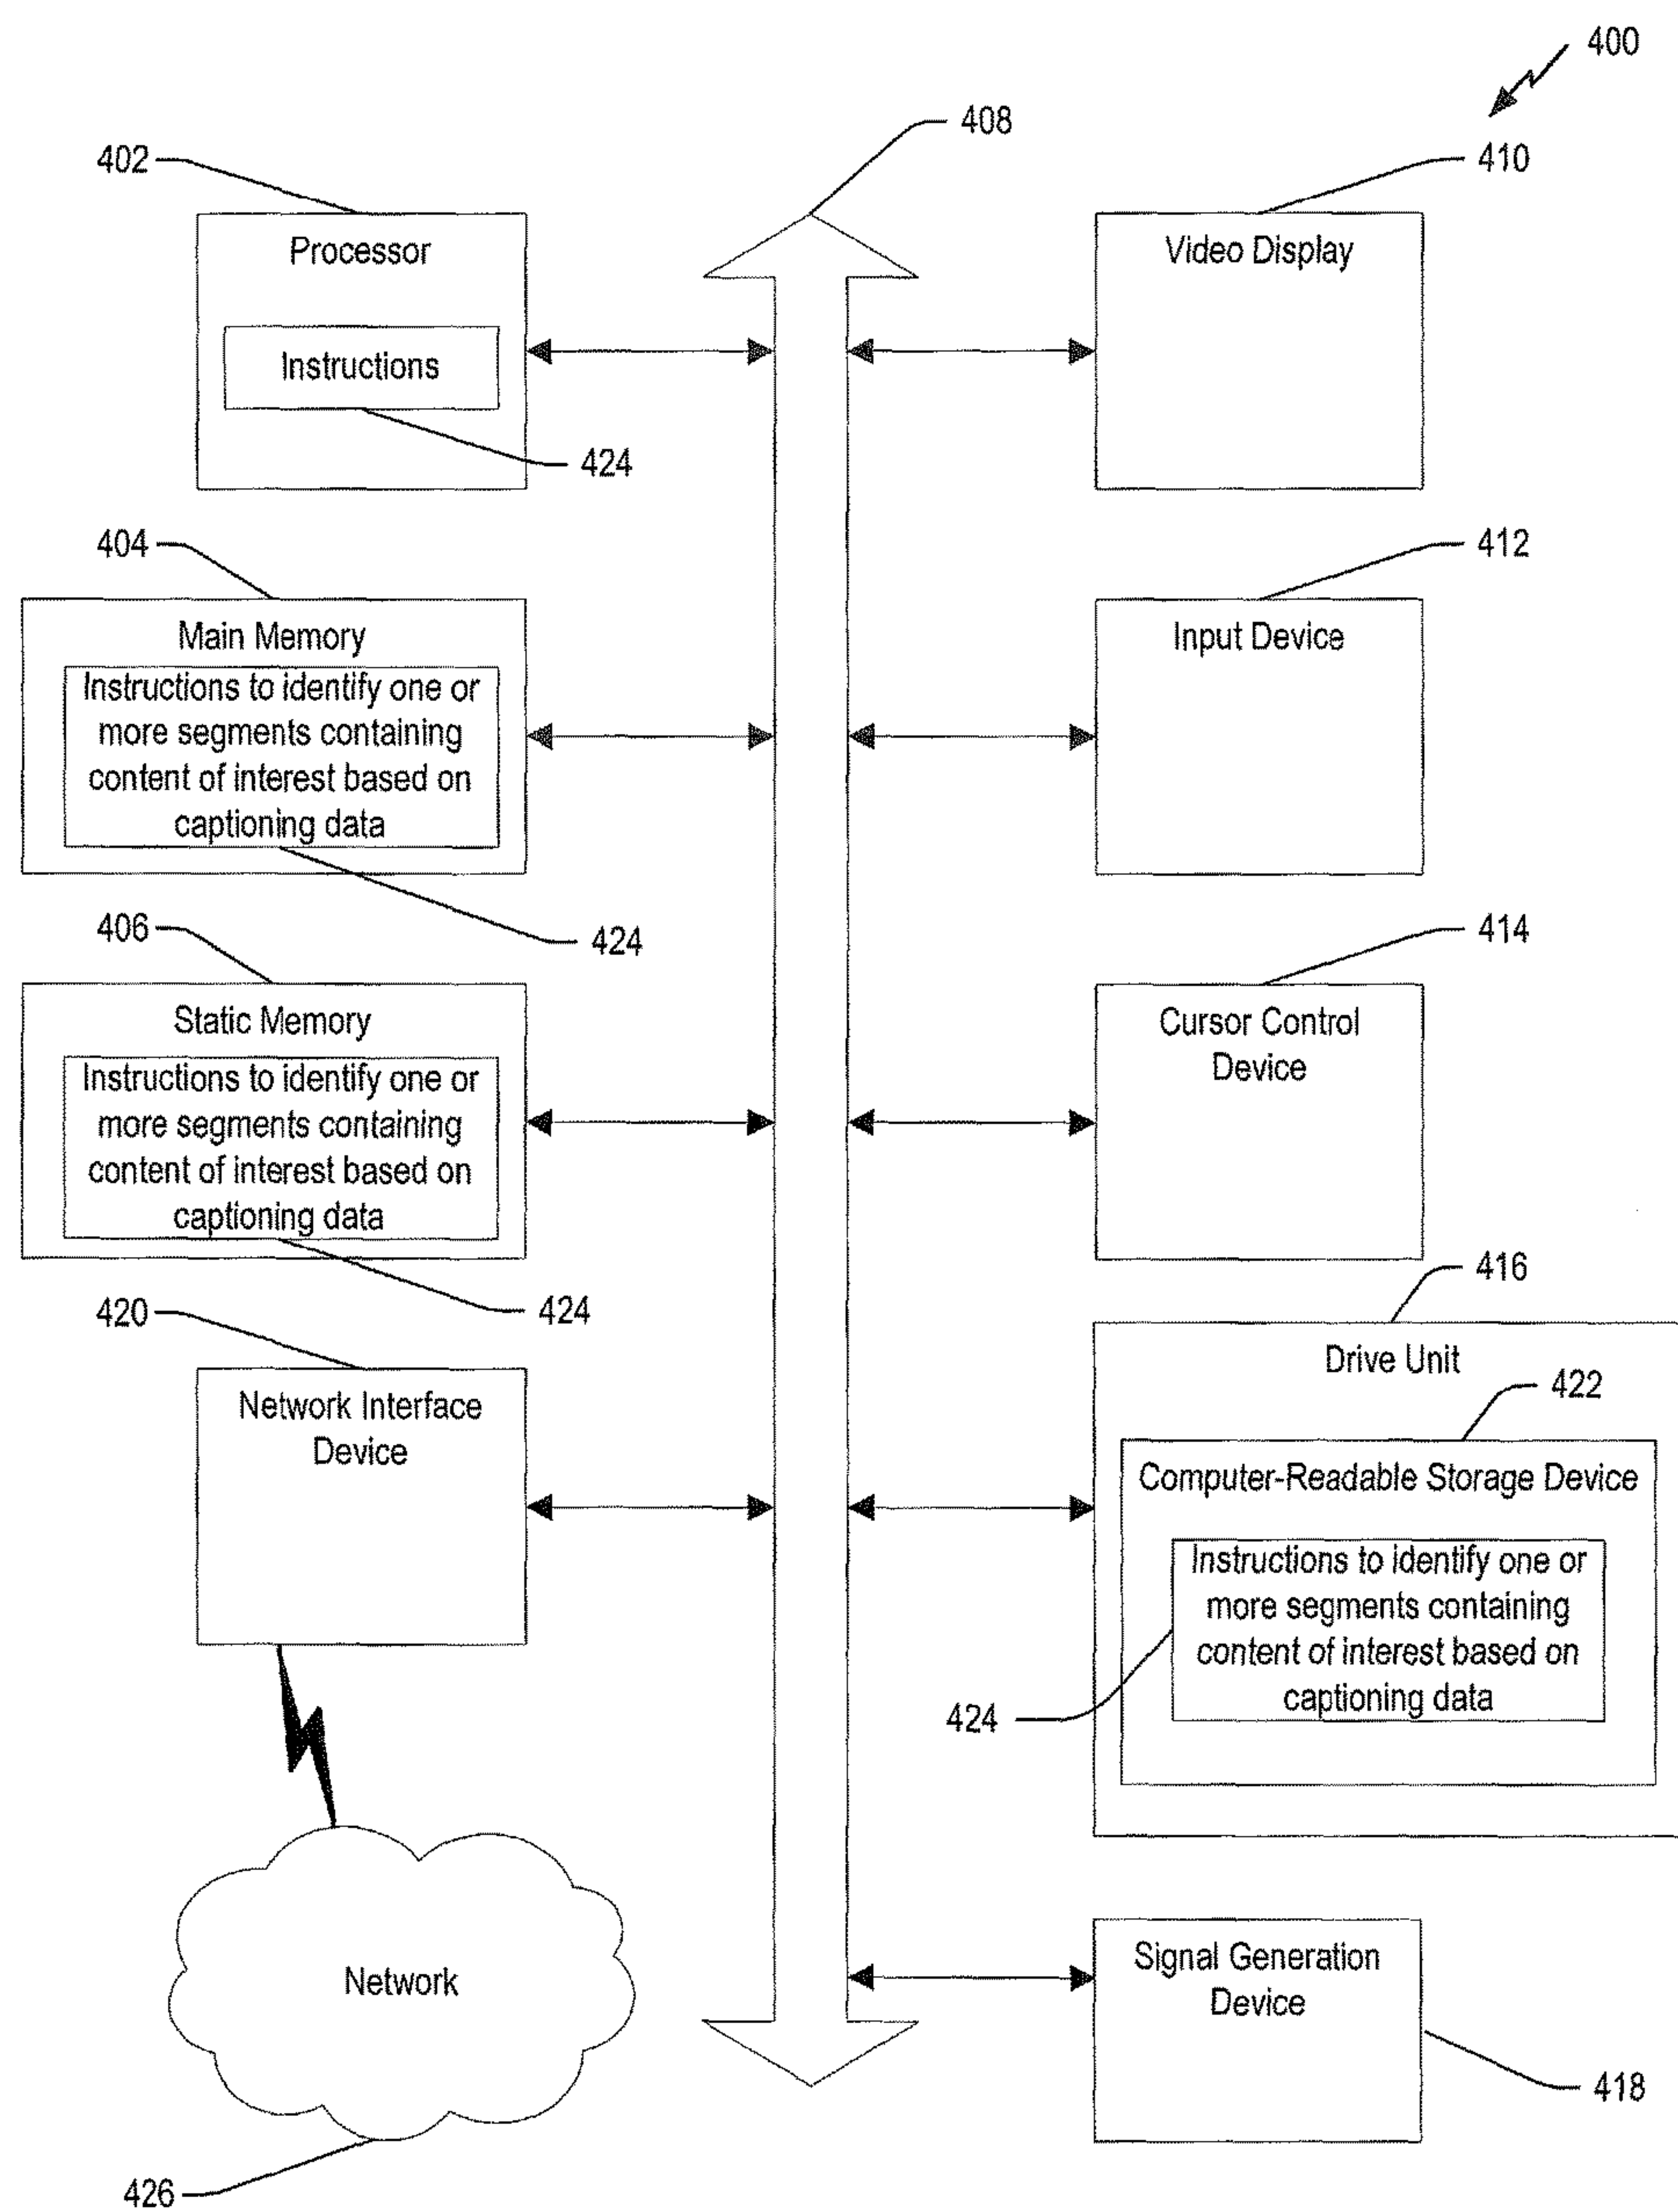 400
408
402
410
Processor
Instructions
424
Video Display
404
412
Main Memory
Instructions to identify one or
more segments containing
content of interest based on
captioning data
424
Input Device
406
414
Static Memory
Instructions to identify one or
more segments containing
content of interest based on
captioning data
424
Cursor Control
Device
420
416
Network Interface
Device
Drive Unit
422
Computer-Readable Storage Device
Instructions to identify one or
more segments containing
content of interest based on
captioning data
424
Network
426
Signal Generation
Device
418